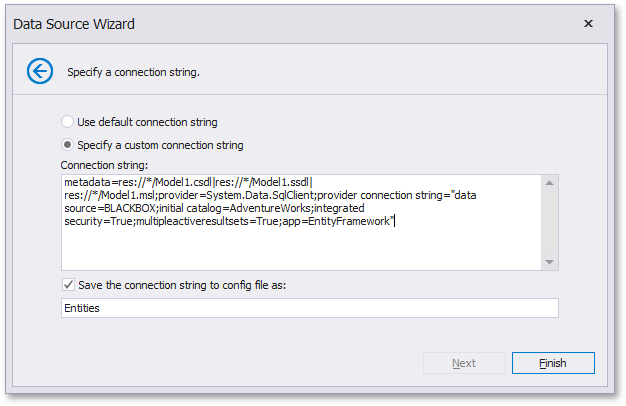 Data Source Wizard
Specify a connection string.
Use default connection string
Specify a custom connection string
Connection string:
metadata=res://*/Model1.csdl|res://*/Model1.ssdl|
res://*/Model1.msl;provider=System.Data.SqlClient;provider connection string="data
source=BLACKBOX;initial catalog=AdventureWorks;integrated
security=True;multipleactiveresultsets=True;app=EntityFramework"
Save the connection string to config file as:
Entities
Next
Finish